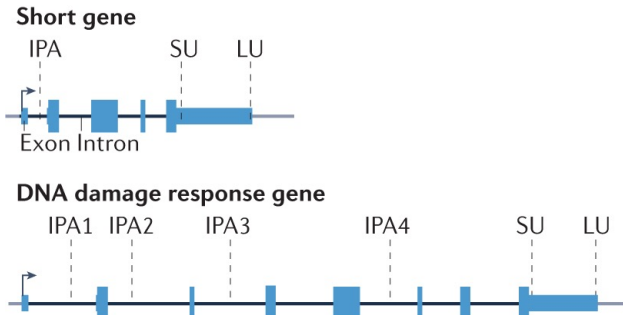 Short gene
IPA SU LU
Exon Intron
DNA damage response gene
IPA1 IPA2 IPA3 IPA4 SU LU